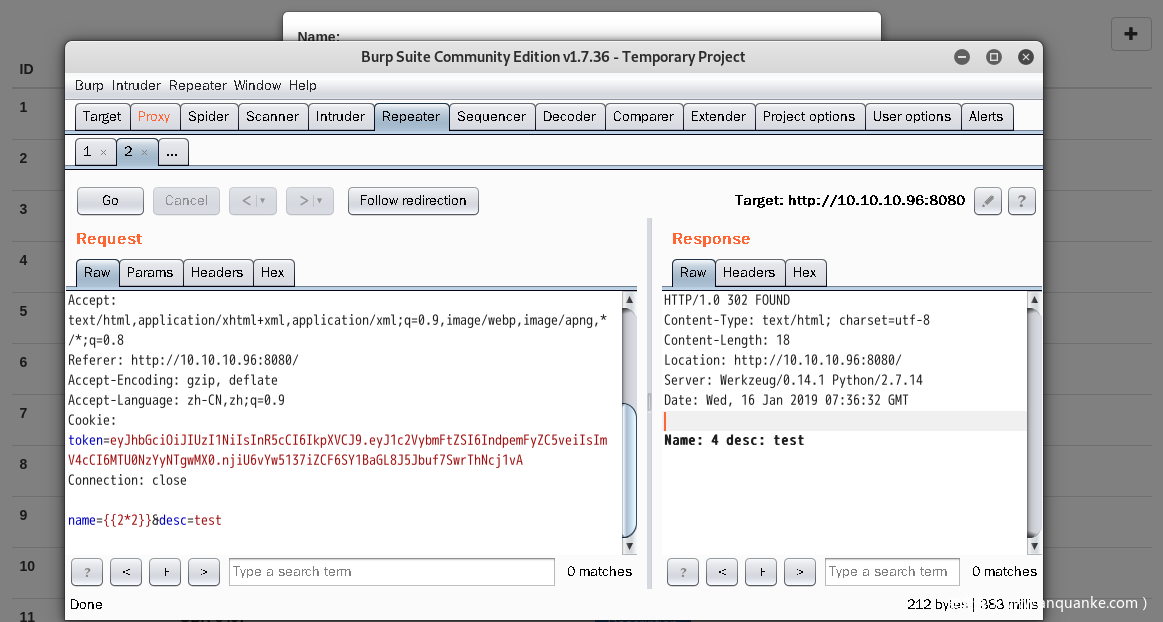 Name:
ID
Burp Suite Community Edition v1.7.36 - Temporary Project
Burp Intruder Repeater Window Help
Target Proxy Spider Scanner Intruder Repeater Sequencer Decoder Comparer Extender Project options User options Alerts
1 × 2 × ...
Go Cancel < > Follow redirection Target: http://10.10.10.96:8080 ?
Request
Raw Params Headers Hex
Accept:
text/html,application/xhtml+xml,application/xml;q=0.9,image/webp,image/apng,*
/*;q=0.8
Referer: http://10.10.10.96:8080/
Accept-Encoding: gzip, deflate
Accept-Language: zh-CN,zh;q=0.9
Cookie:
token=eyJhbGciOiJIUzI1NiIsInR5cCI6IkpXVCJ9.eyJ1c2VybmFtZSI6IndpemFyZC5veiIsIm
V4cCI6MTU0NzYyNTgwMX0.njiU6vYw5137iZCF6SY1BaGL8J5Jbuf7SwrThNcj1vA
Connection: close
name={{2*2}}&desc=test
? < + > Type a search term 0 matches
Response
Raw Headers Hex
HTTP/1.0 302 FOUND
Content-Type: text/html; charset=utf-8
Content-Length: 18
Location: http://10.10.10.96:8080/
Server: Werkzeug/0.14.1 Python/2.7.14
Date: Wed, 16 Jan 2019 07:36:32 GMT
Name: 4 desc: test
? < + > Type a search term 0 matches
Done
212 bytes | 383 millis
anquanke.com )
1
2
3
4
5
6
7
8
9
10
11